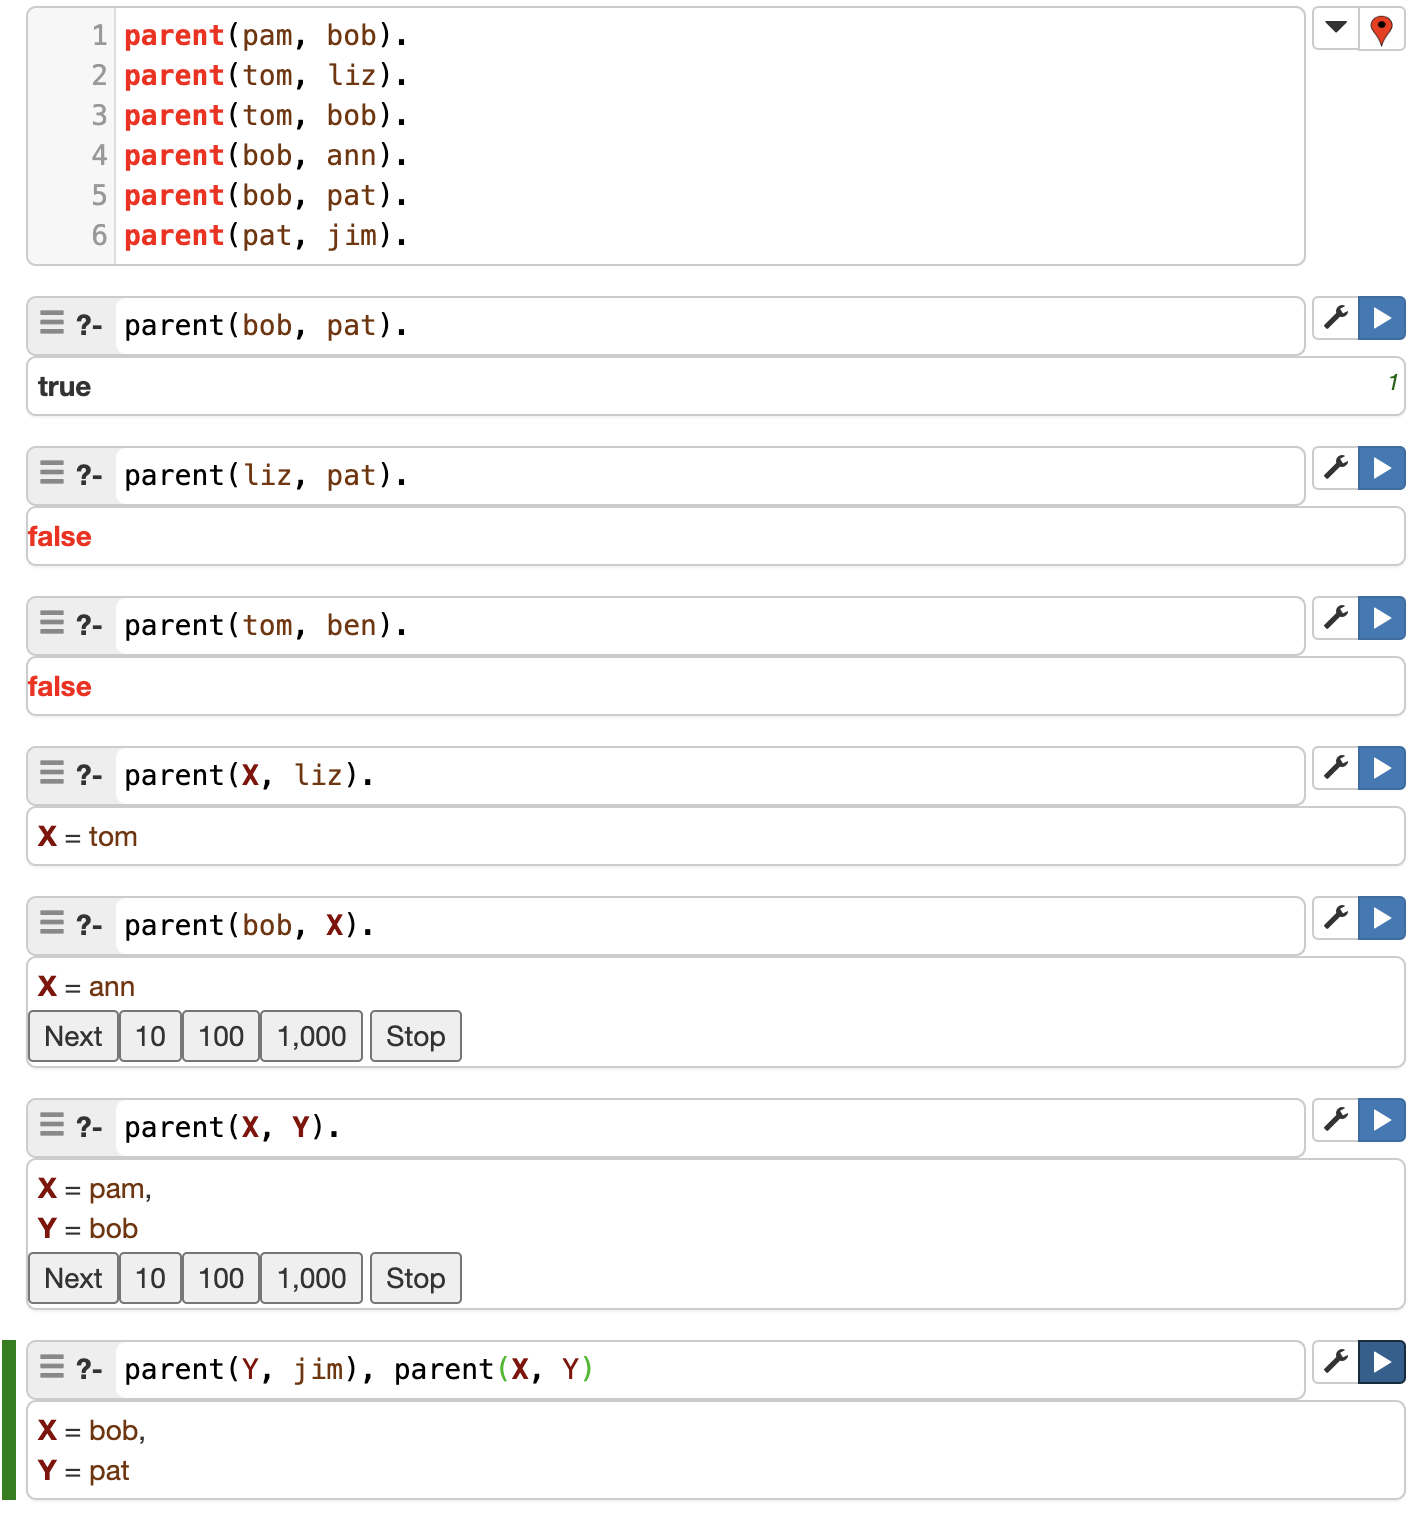 1 parent(pam, bob).
2 parent(tom, liz).
3 parent(tom, bob).
4 parent(bob, ann).
5 parent(bob, pat).
6 parent(pat, jim).
?- parent(bob, pat).
true 1
?- parent(liz, pat).
false
?- parent(tom, ben).
false
?- parent(X, liz).
X = tom
?- parent(bob, X).
X = ann
Next 10 100 1,000 Stop
?- parent(X, Y).
X = pam,
Y = bob
Next 10 100 1,000 Stop
?- parent(Y, jim), parent(X, Y)
X = bob,
Y = pat